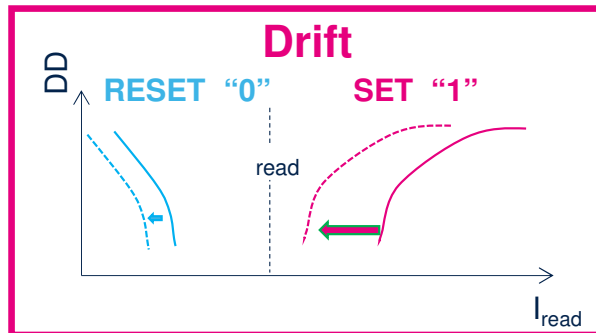 Drift
DD
RESET “0”
SET “1”
read
Iread